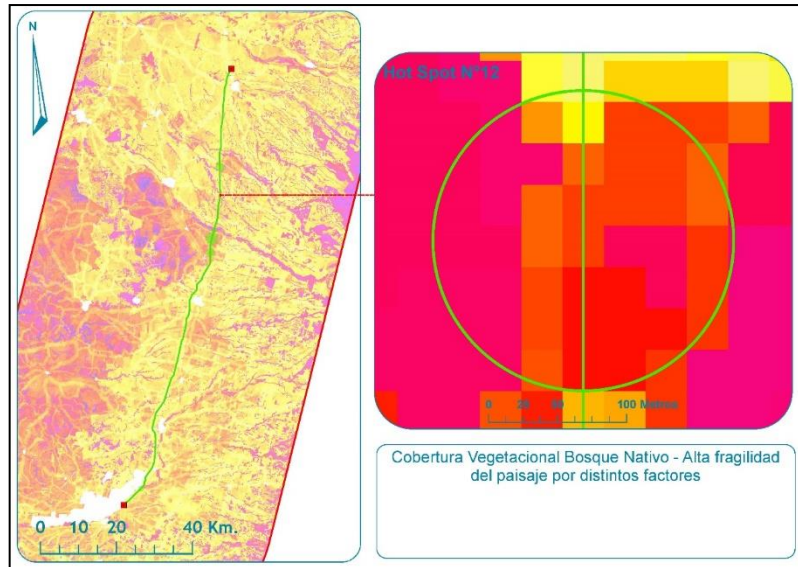 N
Hot Spot N°12
0 25 50 100 Metros
Cobertura Vegetacional Bosque Nativo - Alta fragilidad
del paisaje por distintos factores
0 10 20 40 Km.